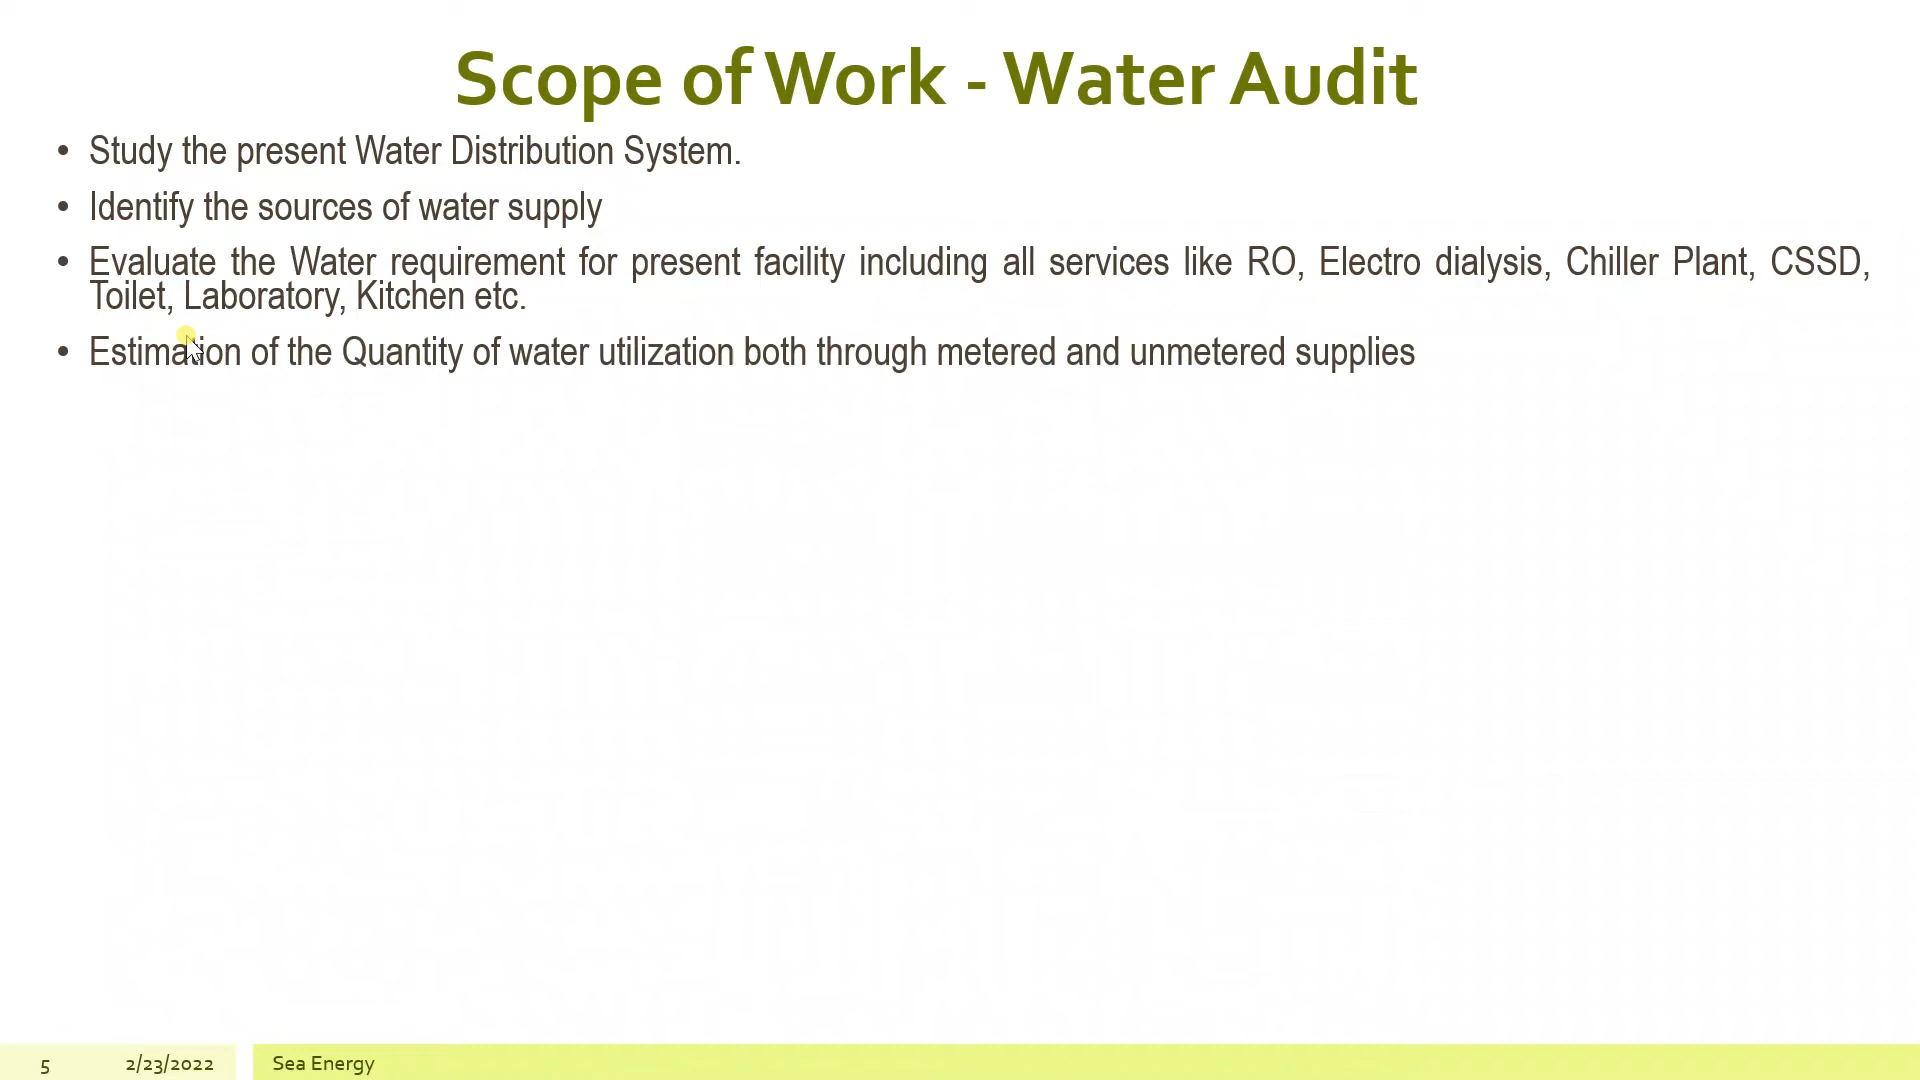 Scope of Work - Water Audit
• Study the present Water Distribution System.
• Identify the sources of water supply
• Evaluate the Water requirement for present facility including all services like RO, Electro dialysis, Chiller Plant, CSSD,
Toilet, Laboratory, Kitchen etc.
• Estimation of the Quantity of water utilization both through metered and unmetered supplies
5 2/23/2022 Sea Energy